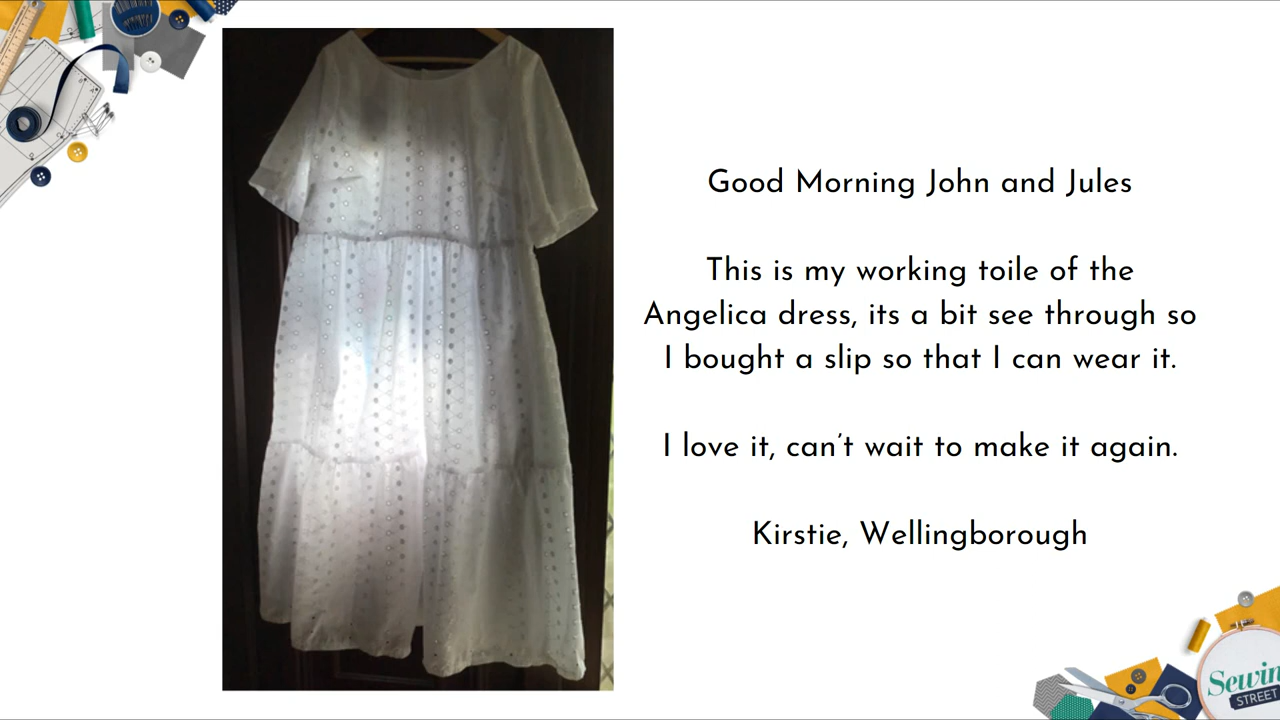 Good Morning John and Jules
This is my working toile of the
Angelica dress, its a bit see through so
I bought a slip so that I can wear it.
I love it, can't wait to make it again.
Kirstie, Wellingborough
STREET